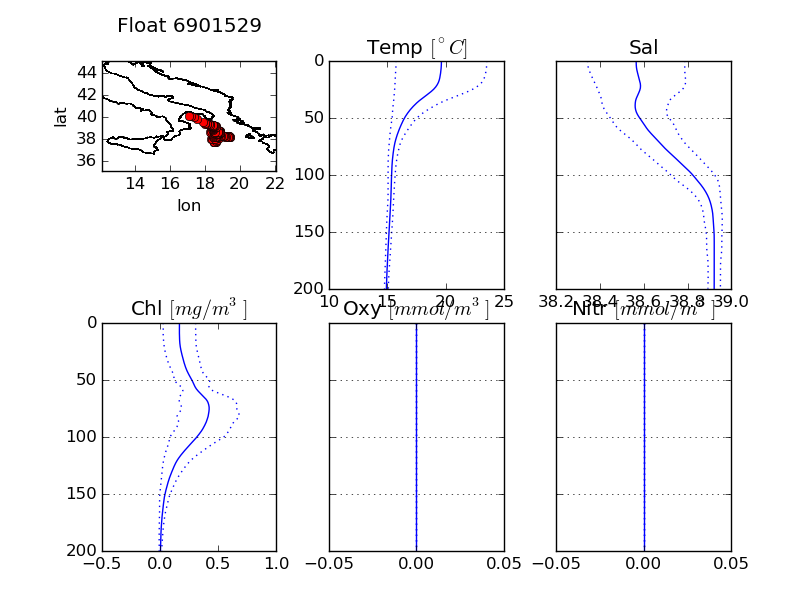 Float 6901529
Temp [°C]
Sal
lat
44
42
40
38
36
14 16 18 20 22
lon
0
50
100
150
200
10 15 20 25
38.2 38.4 38.6 38.8 39.0
Chl [mg/m³ ]
Oxy [mmol/m³ ]
Nitr [mmol/m³ ]
0
50
100
150
200
−0.5 0.0 0.5 1.0
−0.05 0.00 0.05
−0.05 0.00 0.05